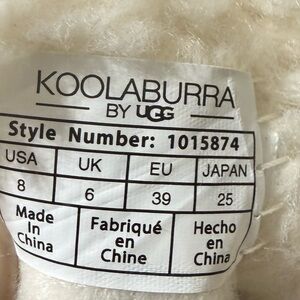 KOOLABURRA
BY UGG
Style Number: 1015874
USA UK EU JAPAN
8 6 39 25
Made Fabriqué Hecho
in en en
China Chine China